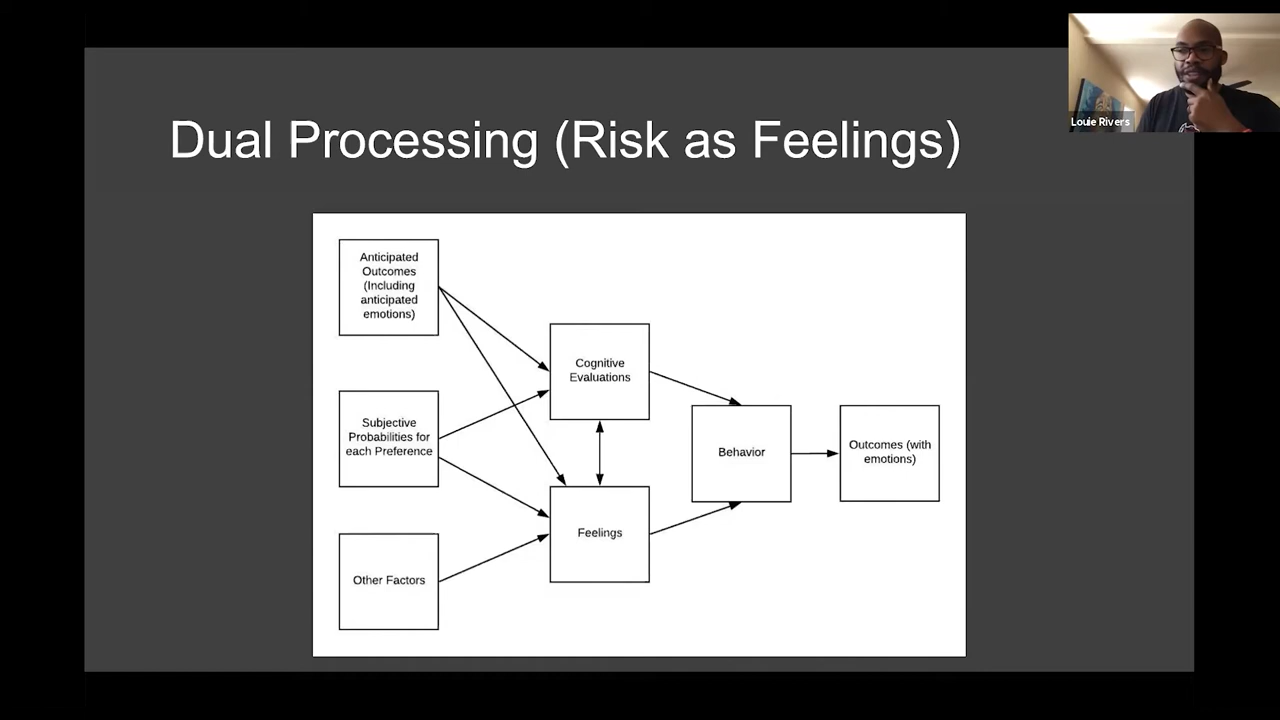 Dual Processing (Risk as Feelings)
Louie Rivers
Anticipated
Outcomes
(Including
anticipated
emotions)
Cognitive
Evaluations
Subjective
Probabilities for
each Preference
Behavior
Outcomes (with
emotions)
Feelings
Other Factors